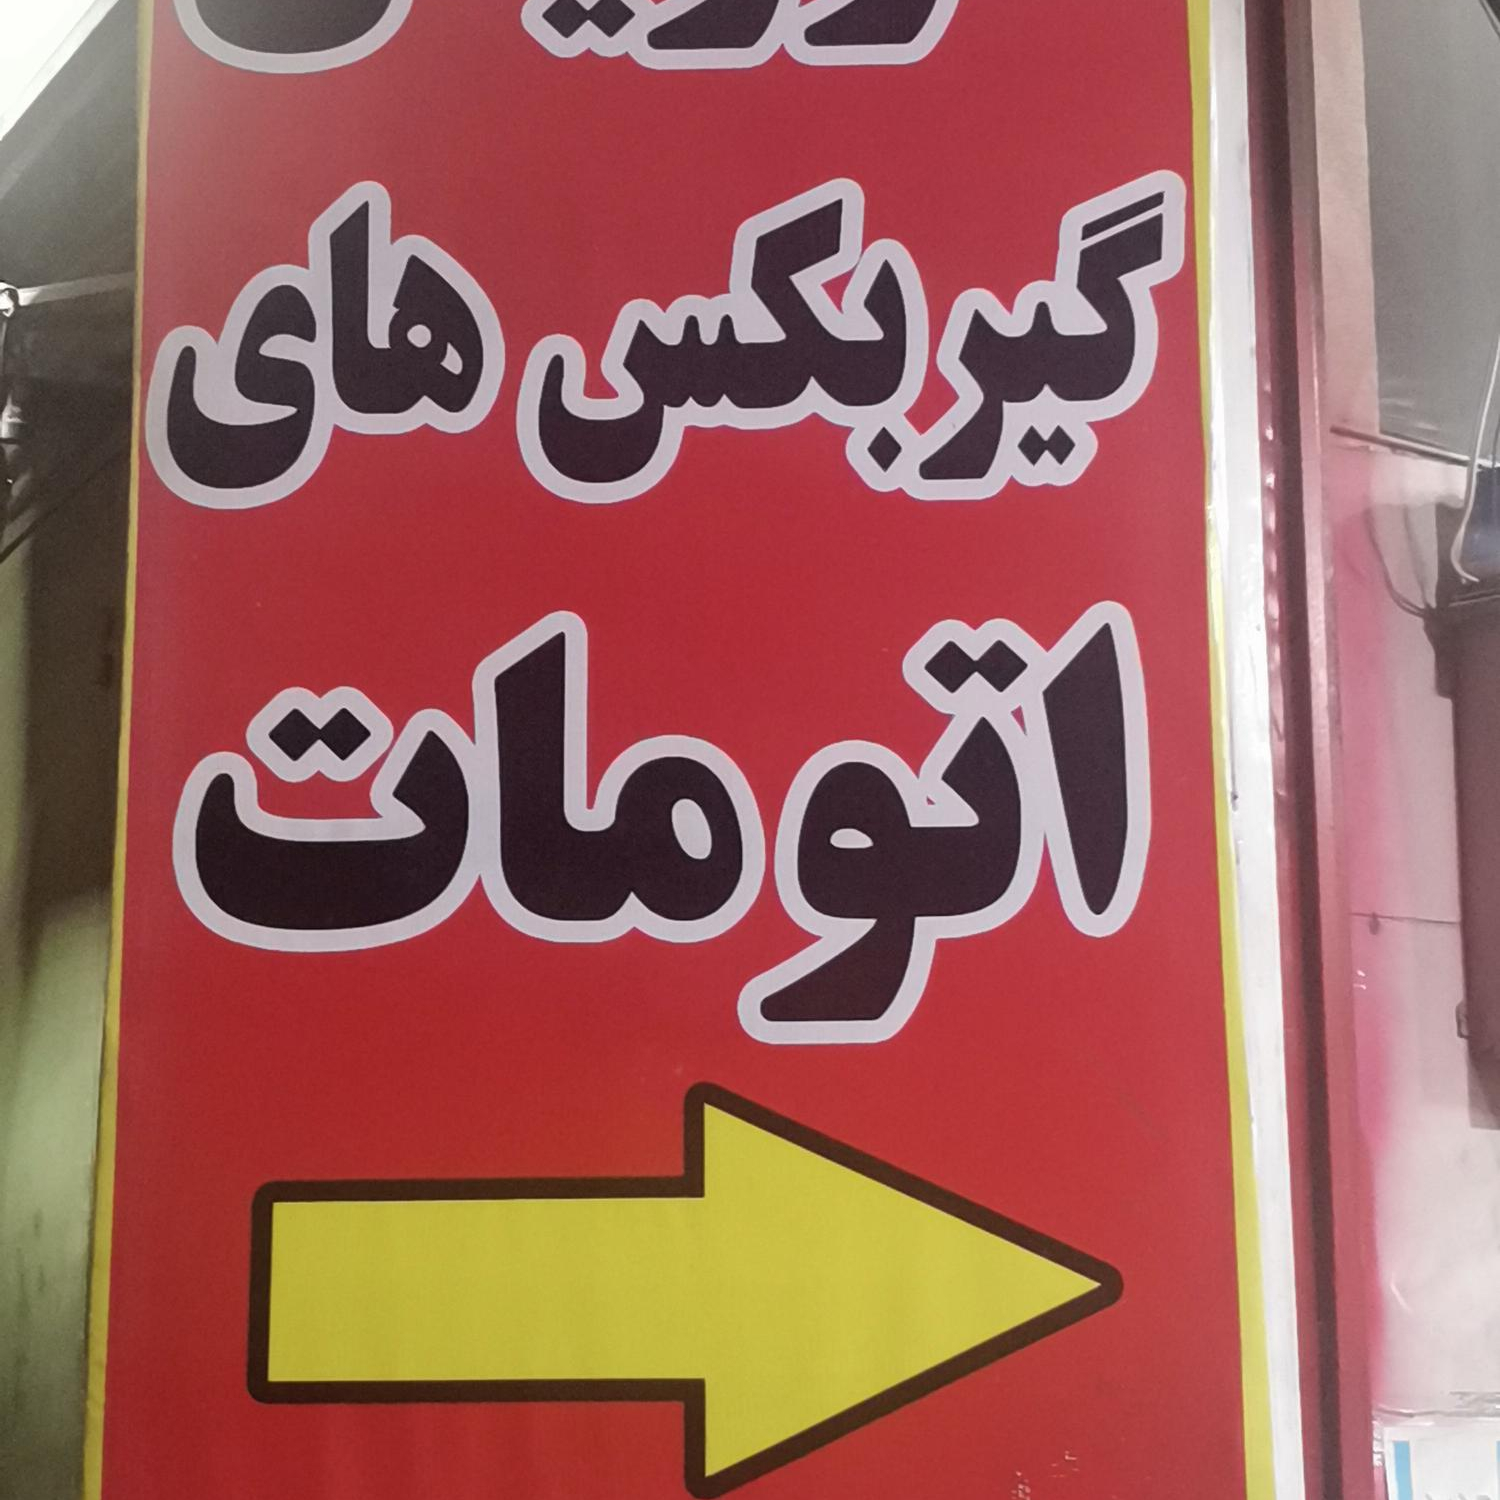 گیربکس های
اتومات